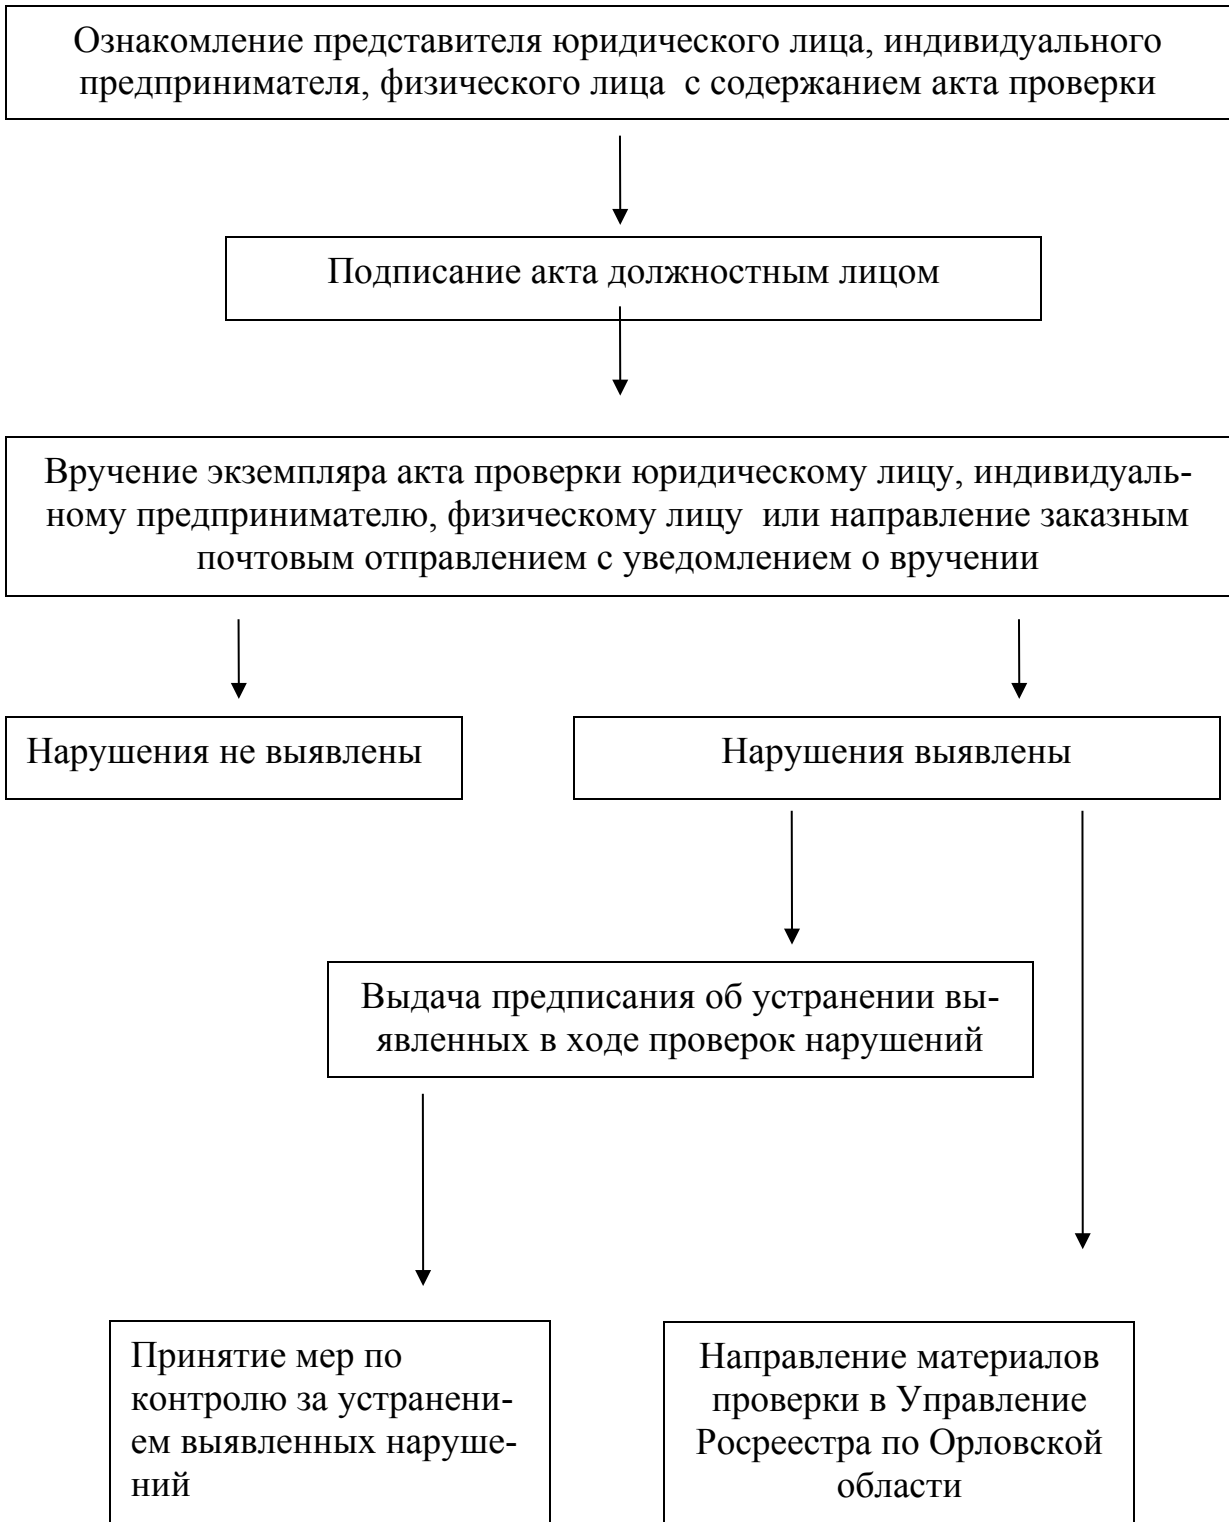 Ознакомление представителя юридического лица, индивидуального
предпринимателя, физического лица с содержанием акта проверки
Подписание акта должностным лицом
Вручение экземпляра акта проверки юридическому лицу, индивидуаль-
ному предпринимателю, физическому лицу или направление заказным
почтовым отправлением с уведомлением о вручении
Нарушения не выявлены
Нарушения выявлены
Выдача предписания об устранении вы-
явленных в ходе проверок нарушений
Принятие мер по
контролю за устранени-
ем выявленных наруше-
ний
Направление материалов
проверки в Управление
Росреестра по Орловской
области